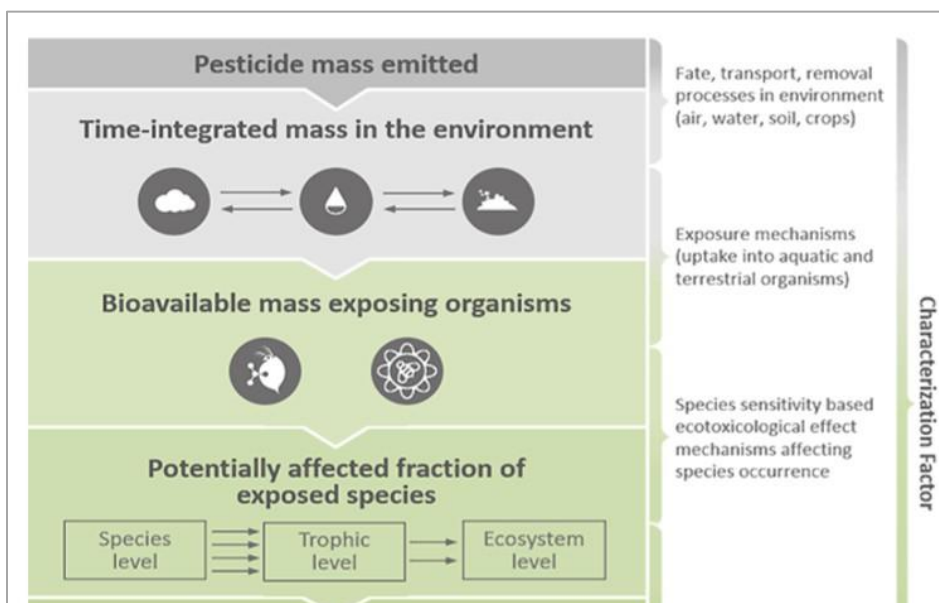 Pesticide mass emitted
Time-integrated mass in the environment
Bioavailable mass exposing organisms
Potentially affected fraction of
exposed species
Species
level
Trophic
level
Ecosystem
level
Fate, transport, removal
processes in environment
(air, water, soil, crops)
Exposure mechanisms
(uptake into aquatic and
terrestrial organisms)
Species sensitivity based
ecotoxicological effect
mechanisms affecting
species occurrence
Characterization Factor